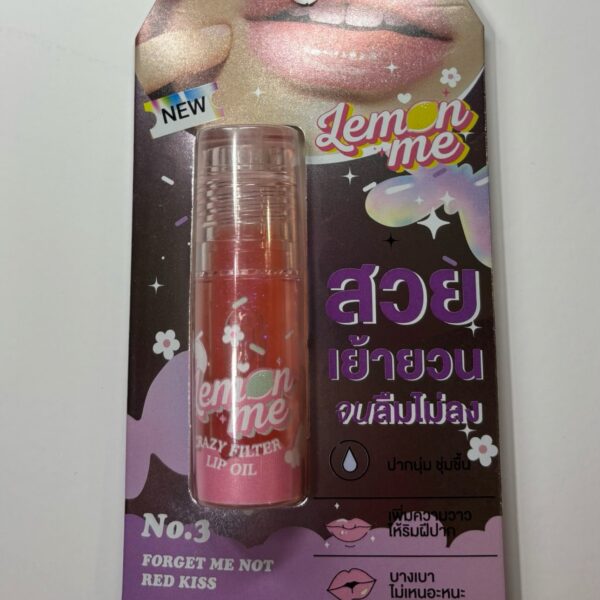 NEW
Lemon
me
สวย
เย้ายวน
จนลืมไม่ลง
Lemon
me
RAZY FILTER
LIP OIL
ปากนุ่ม ชุ่มชื้น
เพิ่มความวาว
ให้ริมฝีปาก
บางเบา
ไม่เหนอะหนะ
No.3
FORGET ME NOT
RED KISS